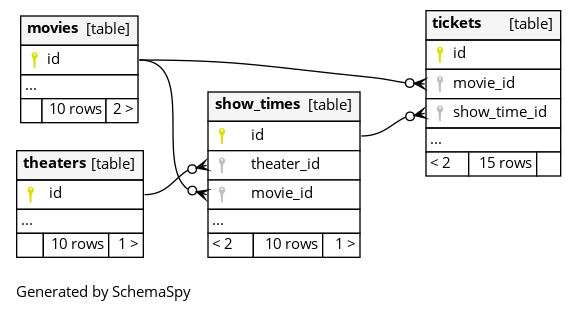 movies [table]
id
...
10 rows 2 >
theaters [table]
id
...
10 rows 1 >
show_times [table]
id
theater_id
movie_id
...
< 2 10 rows 1 >
tickets [table]
id
movie_id
show_time_id
...
< 2 15 rows
Generated by SchemaSpy